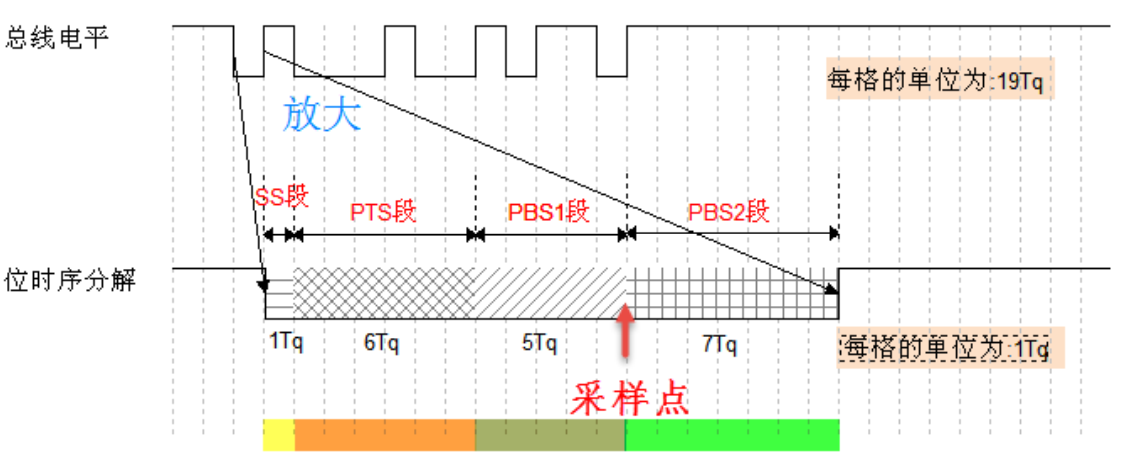 总线电平
每格的单位为:19Tq
放大
SS段
PTS段
PBS1段
PBS2段
位时序分解
1Tq
6Tq
5Tq
7Tq
每格的单位为:1Tq
采样点